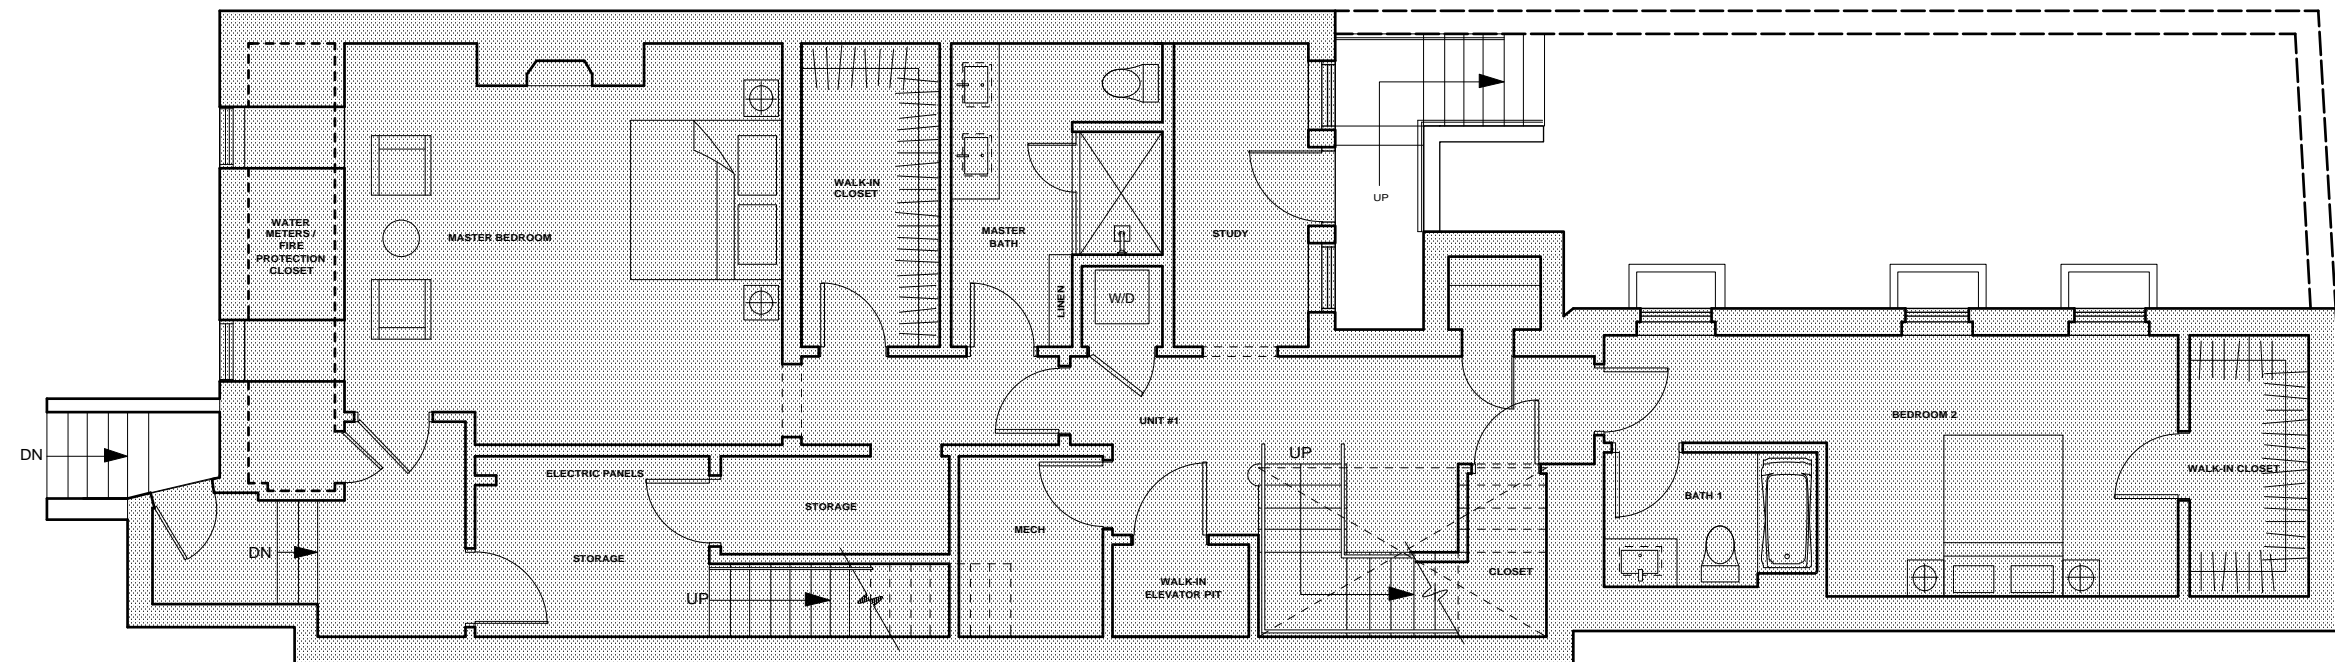 WATER
METERS /
FIRE
PROTECTION
CLOSET
MASTER BEDROOM
WALK-IN
CLOSET
MASTER
BATH
LINEN
W/D
STUDY
UP
UNIT #1
BEDROOM 2
WALK-IN CLOSET
BATH 1
DN
DN
ELECTRIC PANELS
STORAGE
STORAGE
UP
MECH
WALK-IN
ELEVATOR PIT
UP
CLOSET